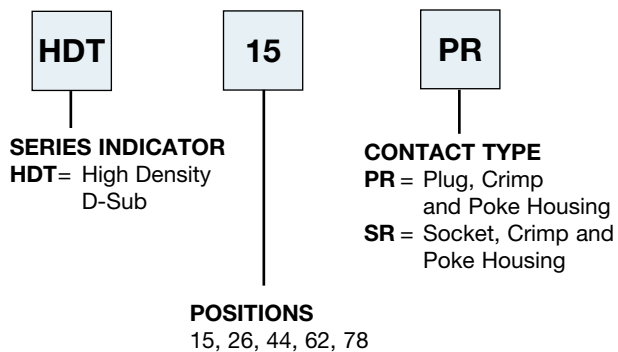 HDT 15 PR
SERIES INDICATOR
HDT= High Density
D-Sub
CONTACT TYPE
PR = Plug, Crimp
and Poke Housing
SR = Socket, Crimp and
Poke Housing
POSITIONS
15, 26, 44, 62, 78